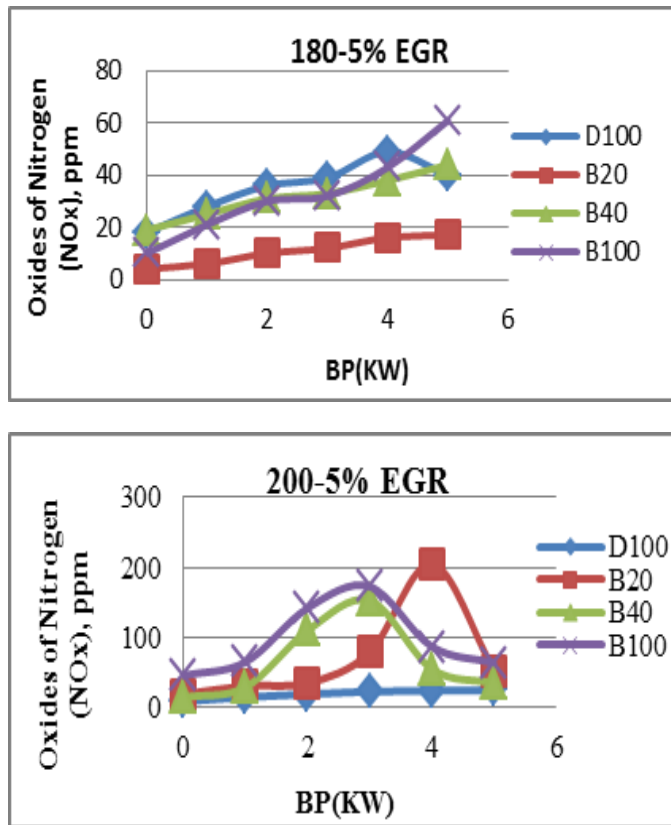 180-5% EGR
80
60
40
20
0
0 2 4 6
Oxides of Nitrogen
(NOx), ppm
BP(KW)
D100
B20
B40
B100
200-5% EGR
300
200
100
0
0 2 4 6
Oxides of Nitrogen
(NOx), ppm
BP(KW)
D100
B20
B40
B100